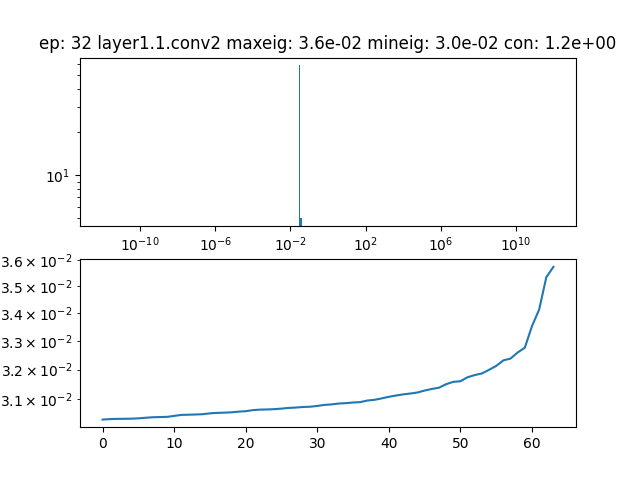 ep: 32 layer1.1.conv2 maxeig: 3.6e-02 mineig: 3.0e-02 con: 1.2e+00
10¹
10⁻¹⁰ 10⁻⁶ 10⁻² 10² 10⁶ 10¹⁰
3.6 × 10⁻²
3.5 × 10⁻²
3.4 × 10⁻²
3.3 × 10⁻²
3.2 × 10⁻²
3.1 × 10⁻²
0 10 20 30 40 50 60